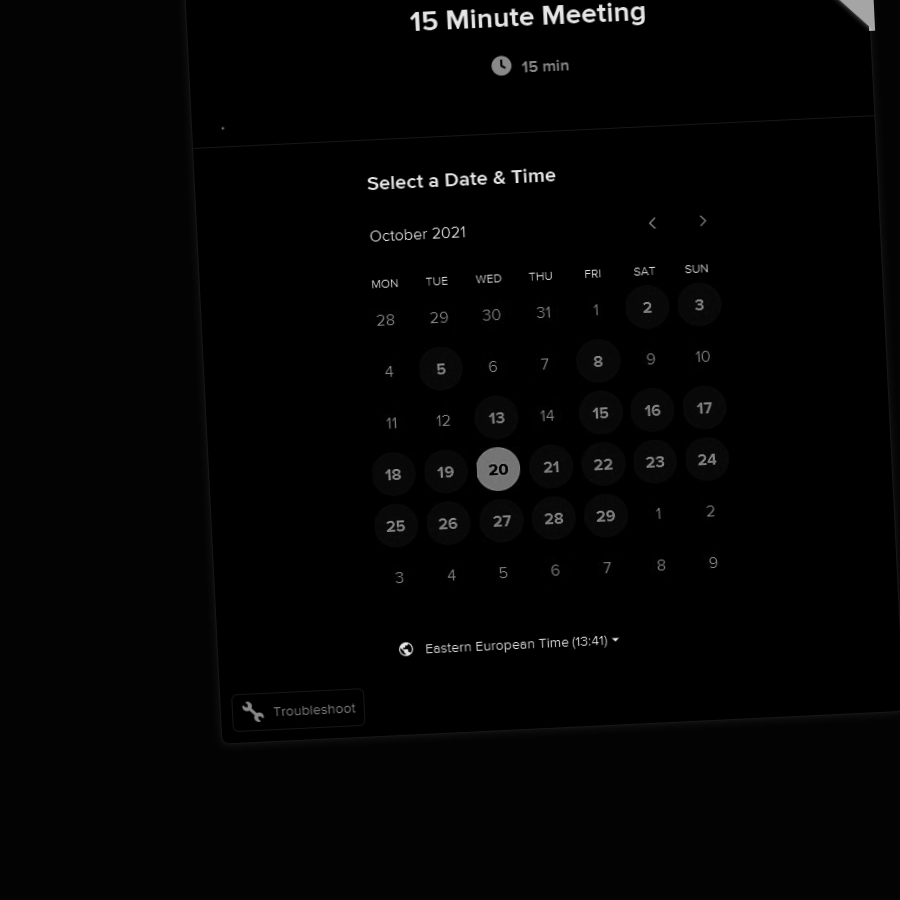 15 Minute Meeting
15 min
Select a Date & Time
October 2021
MON TUE WED THU FRI SAT SUN
28 29 30 31 1 2 3
4 5 6 7 8 9 10
11 12 13 14 15 16 17
18 19 20 21 22 23 24
25 26 27 28 29 1 2
3 4 5 6 7 8 9
Eastern European Time (13:41)
Troubleshoot